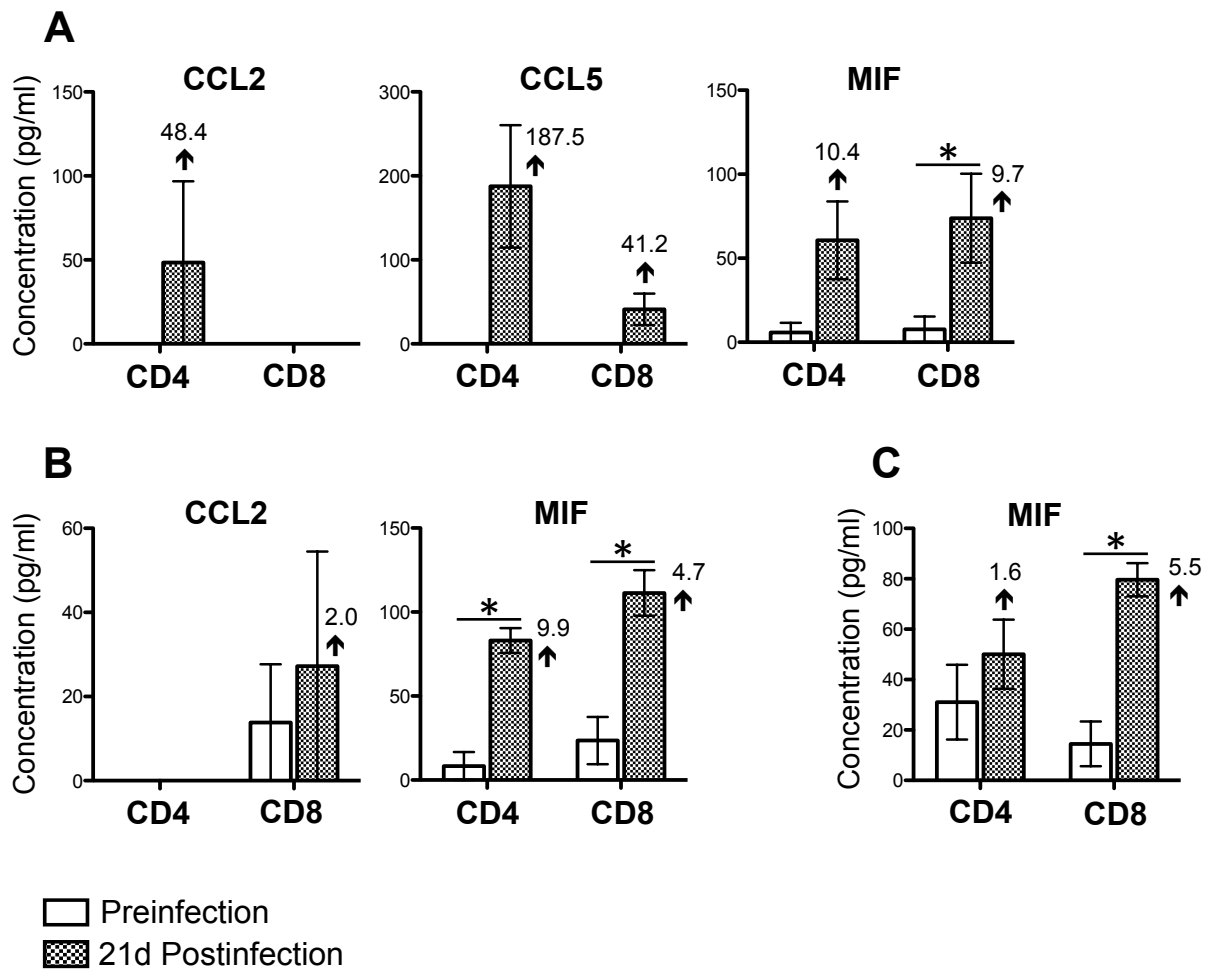 A
CCL2 CCL5 MIF
Concentration (pg/ml)
150
100
50
0
48.4
CD4 CD8
300
200
100
0
187.5
41.2
CD4 CD8
150
100
50
0
10.4
*
9.7
CD4 CD8
B
CCL2 MIF
Concentration (pg/ml)
60
40
20
0
2.0
CD4 CD8
150
100
50
0
*
9.9
*
4.7
CD4 CD8
C
MIF
Concentration (pg/ml)
100
80
60
40
20
0
1.6
*
5.5
CD4 CD8
Preinfection
21d Postinfection